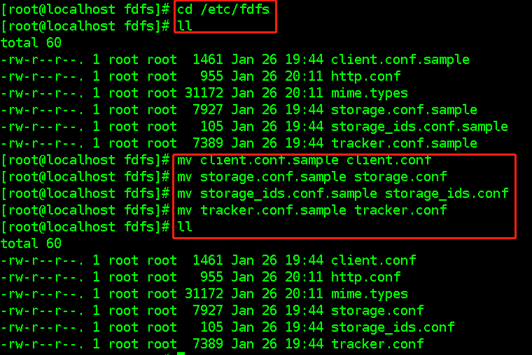 [root@localhost fdfs]# cd /etc/fdfs
[root@localhost fdfs]# ll
total 60
-rw-r--r--. 1 root root 1461 Jan 26 19:44 client.conf.sample
-rw-r--r--. 1 root root 955 Jan 26 20:11 http.conf
-rw-r--r--. 1 root root 31172 Jan 26 20:11 mime.types
-rw-r--r--. 1 root root 7927 Jan 26 19:44 storage.conf.sample
-rw-r--r--. 1 root root 105 Jan 26 19:44 storage_ids.conf.sample
-rw-r--r--. 1 root root 7389 Jan 26 19:44 tracker.conf.sample
[root@localhost fdfs]# mv client.conf.sample client.conf
[root@localhost fdfs]# mv storage.conf.sample storage.conf
[root@localhost fdfs]# mv storage_ids.conf.sample storage_ids.conf
[root@localhost fdfs]# mv tracker.conf.sample tracker.conf
[root@localhost fdfs]# ll
total 60
-rw-r--r--. 1 root root 1461 Jan 26 19:44 client.conf
-rw-r--r--. 1 root root 955 Jan 26 20:11 http.conf
-rw-r--r--. 1 root root 31172 Jan 26 20:11 mime.types
-rw-r--r--. 1 root root 7927 Jan 26 19:44 storage.conf
-rw-r--r--. 1 root root 105 Jan 26 19:44 storage_ids.conf
-rw-r--r--. 1 root root 7389 Jan 26 19:44 tracker.conf